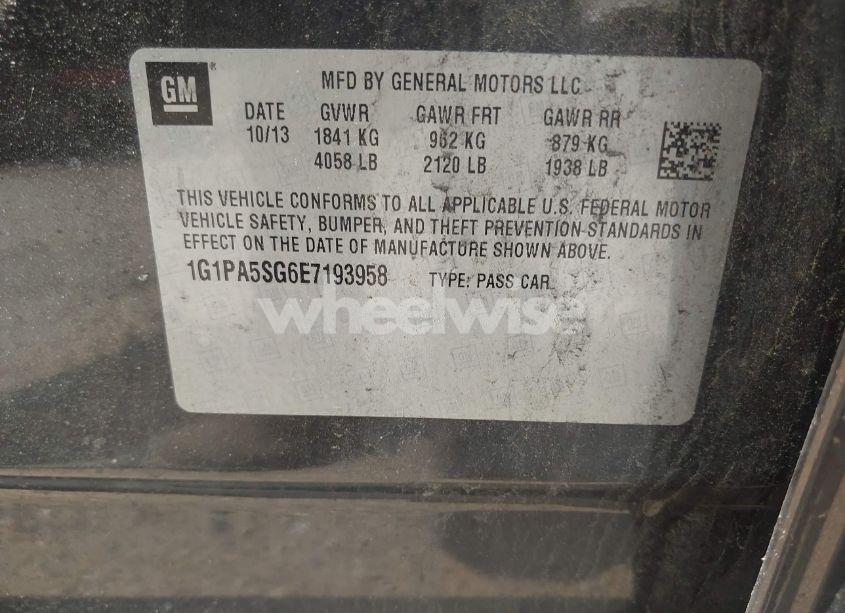 GM
MFD BY GENERAL MOTORS LLC
DATE GVWR GAWR FRT GAWR RR
10/13 1841 KG 962 KG 879 KG
4058 LB 2120 LB 1938 LB
THIS VEHICLE CONFORMS TO ALL APPLICABLE U.S. FEDERAL MOTOR
VEHICLE SAFETY, BUMPER, AND THEFT PREVENTION STANDARDS IN
EFFECT ON THE DATE OF MANUFACTURE SHOWN ABOVE.
1G1PA5SG6E7193958 TYPE: PASS CAR
wheelwise